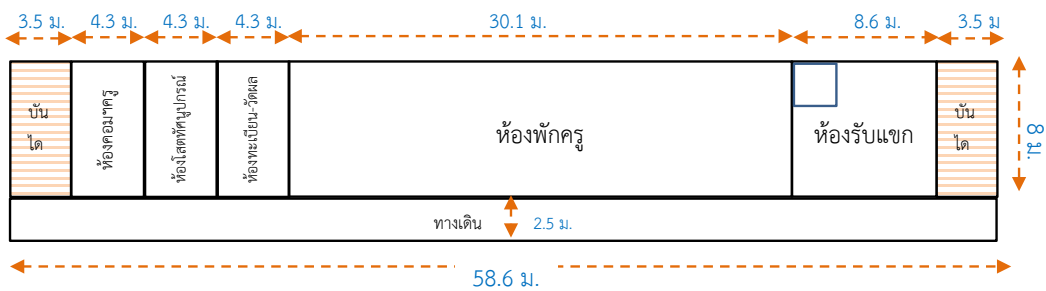 3.5 ม.
4.3 ม.
4.3 ม.
4.3 ม.
30.1 ม.
8.6 ม.
3.5 ม
บัน
ได
ห้องคอมฯครู
ห้องโสตทัศนูปกรณ์
ห้องทะเบียน-วัดผล
ห้องพักครู
ห้องรับแขก
บัน
ได
8 ม.
ทางเดิน
2.5 ม.
58.6 ม.